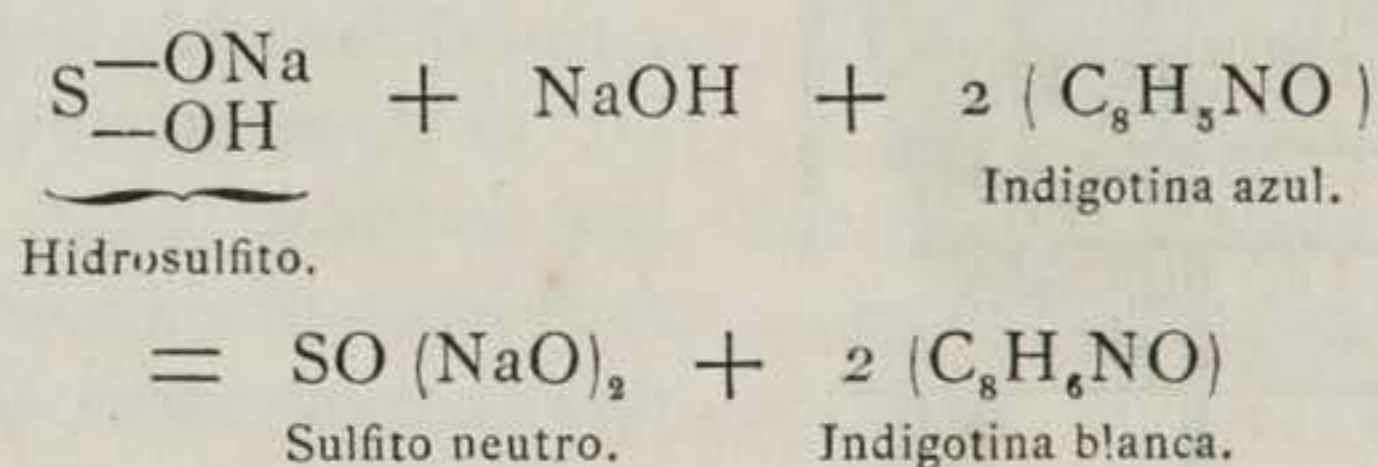 S —ONa —OH + NaOH + 2 (C₈H₅NO)
Indigotina azul.
Hidrosulfito.
= SO (NaO)₂ + 2 (C₈H₆NO)
Sulfito neutro. Indigotina blanca.